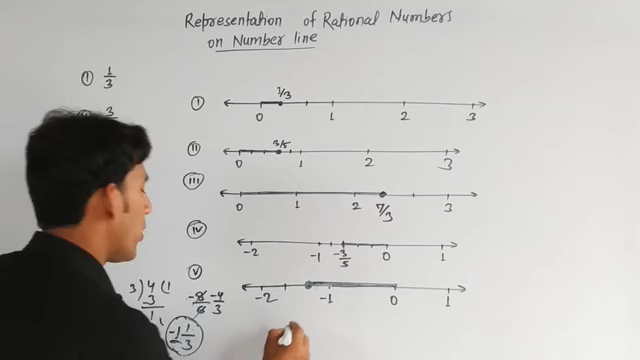 Representation of Rational Numbers
on Number line
(i) 1/3
3
(i) 1/3
0 1 2 3
(ii) 3/5
0 1 2 3
(iii)
0 1 2 7/3 3
(iv)
-2 -1 -3/5 0 1
(v)
-2 -1 0 1
3) 4 (1
-3
1
-8/6 -4/3
-1 1/3